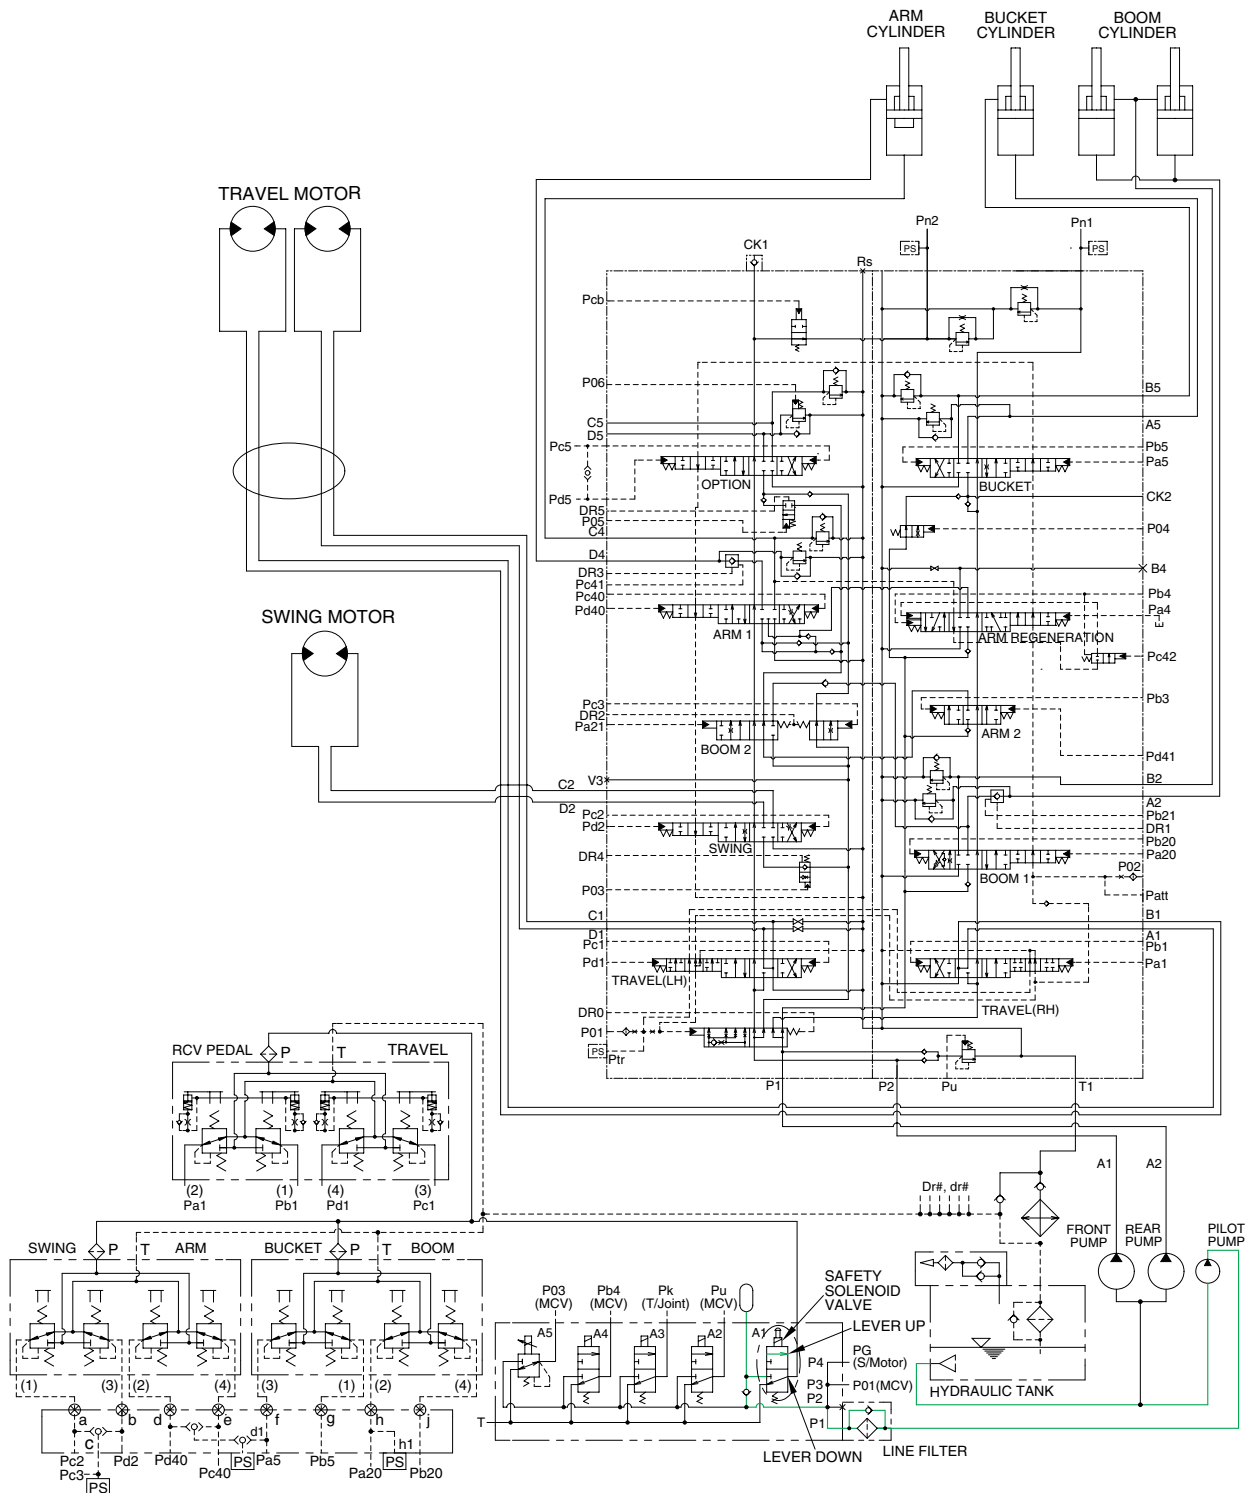 ARM
CYLINDER
BUCKET
CYLINDER
BOOM
CYLINDER
TRAVEL MOTOR
Pn2
Pn1
PS
PS
CK1
Rs
Pcb
P06
C5
D5
Pc5
Pd5
DR5
P05
C4
D4
DR3
Pc41
Pc40
Pd40
OPTION
ARM 1
B5
A5
Pb5
Pa5
BUCKET
CK2
P04
B4
Pb4
Pa4
ARM REGENERATION
Pc42
SWING MOTOR
Pc3
DR2
Pa21
BOOM 2
Pb3
ARM 2
Pd41
V3
C2
D2
Pc2
Pd2
SWING
DR4
P03
B2
A2
Pb21
DR1
Pb20
Pa20
BOOM 1
P02
Patt
C1
D1
Pc1
Pd1
TRAVEL(LH)
B1
A1
Pb1
Pa1
TRAVEL(RH)
DR0
P01
PS
Ptr
P1
P2
Pu
T1
RCV PEDAL
P
T
TRAVEL
(2)
(1)
(4)
(3)
Pa1
Pb1
Pd1
Pc1
A1
A2
Dr#, dr#
FRONT
PUMP
REAR
PUMP
PILOT
PUMP
SWING
P
T
ARM
BUCKET
P
T
BOOM
(1)
(3)
(2)
(4)
(3)
(1)
(2)
(4)
a
b
d
e
f
g
h
j
c
d1
h1
Pc2
Pd2
Pd40
Pc40
PS
Pa5
Pb5
Pa20
PS
Pb20
Pc3
PS
P03
(MCV)
Pb4
(MCV)
Pk
(T/Joint)
Pu
(MCV)
A5
A4
A3
A2
A1
T
SAFETY
SOLENOID
VALVE
LEVER UP
P4
PG
(S/Motor)
P3
P01(MCV)
P2
P1
LEVER DOWN
LINE FILTER
HYDRAULIC TANK